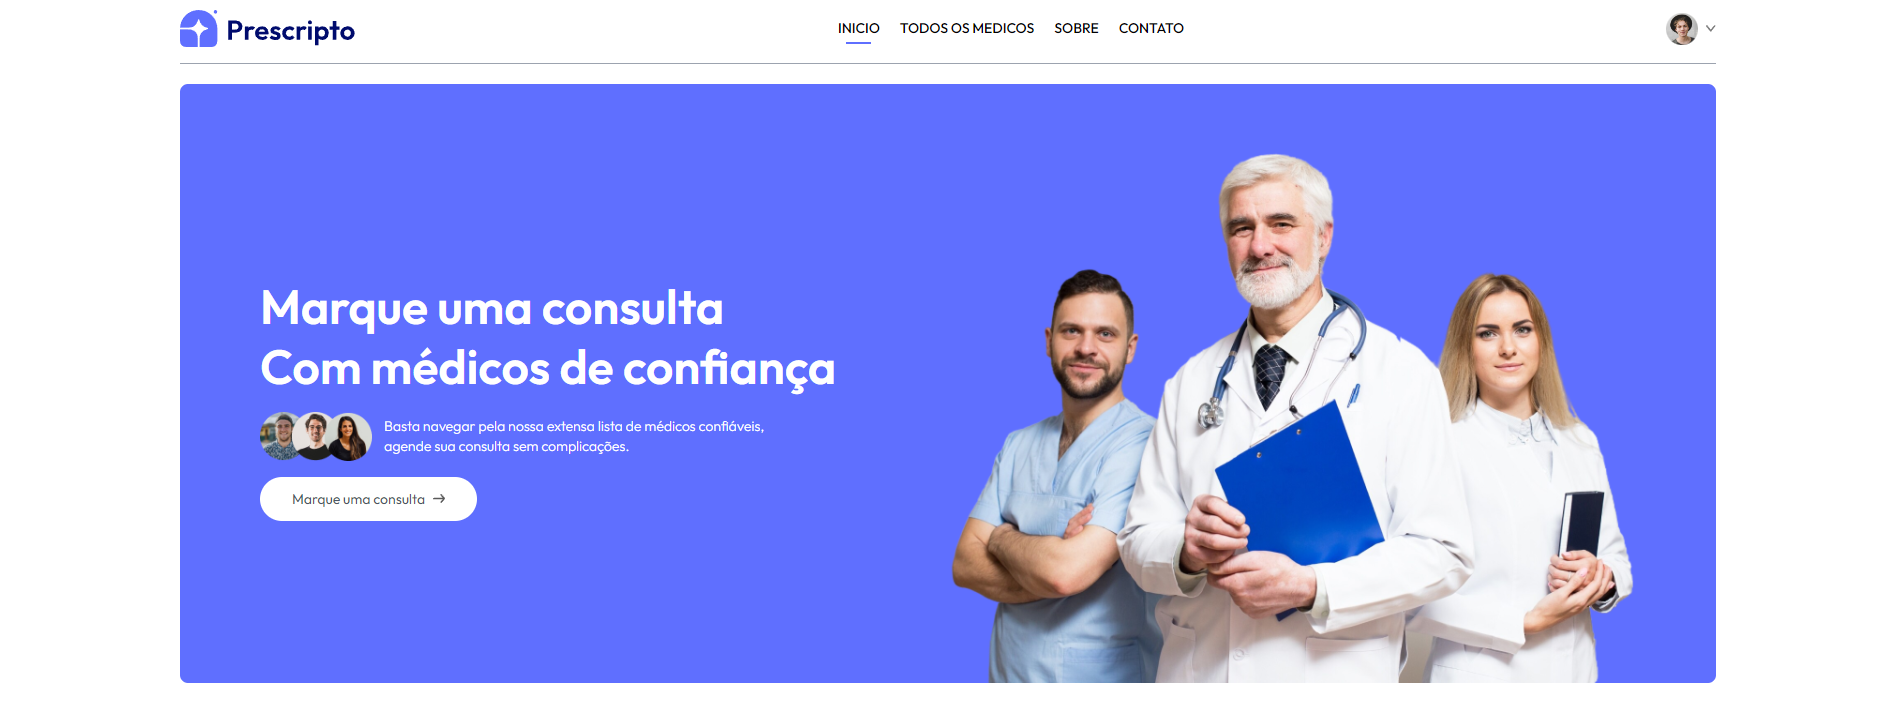 Prescripto
INICIO
TODOS OS MEDICOS
SOBRE
CONTATO
Marque uma consulta
Com médicos de confiança
Basta navegar pela nossa extensa lista de médicos confiáveis,
agende sua consulta sem complicações.
Marque uma consulta